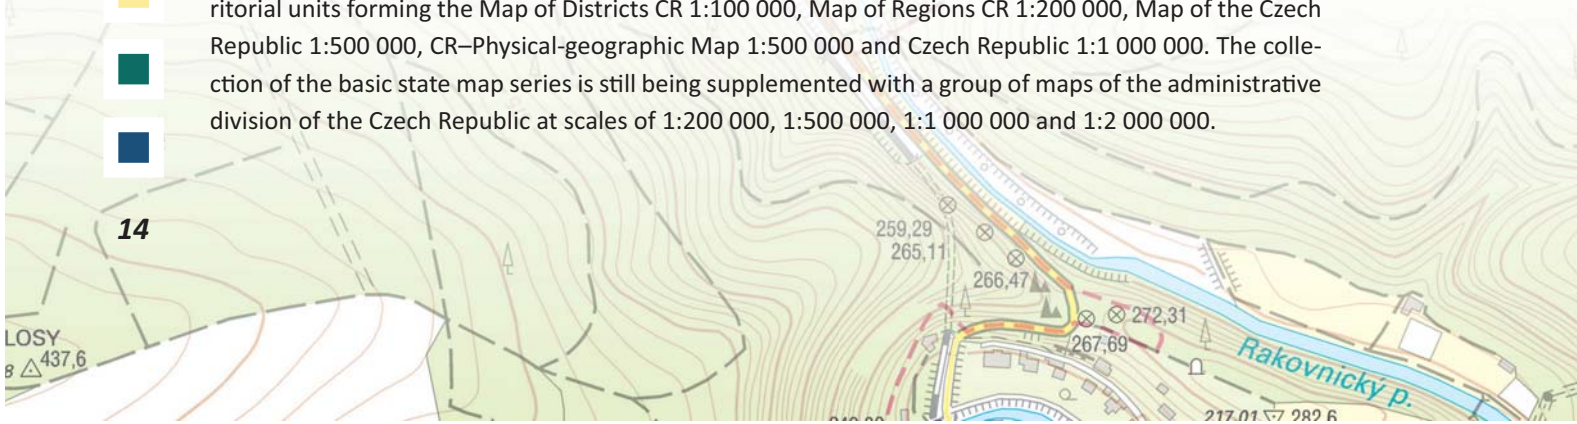 ritorial units forming the Map of Districts CR 1:100 000, Map of Regions CR 1:200 000, Map of the Czech
Republic 1:500 000, CR–Physical-geographic Map 1:500 000 and Czech Republic 1:1 000 000. The colle-
ction of the basic state map series is still being supplemented with a group of maps of the administrative
division of the Czech Republic at scales of 1:200 000, 1:500 000, 1:1 000 000 and 1:2 000 000.
14
259,29
265,11
266,47
272,31
267,69
LOSY
8 437,6
Rakovnický p.
217.01 282,6